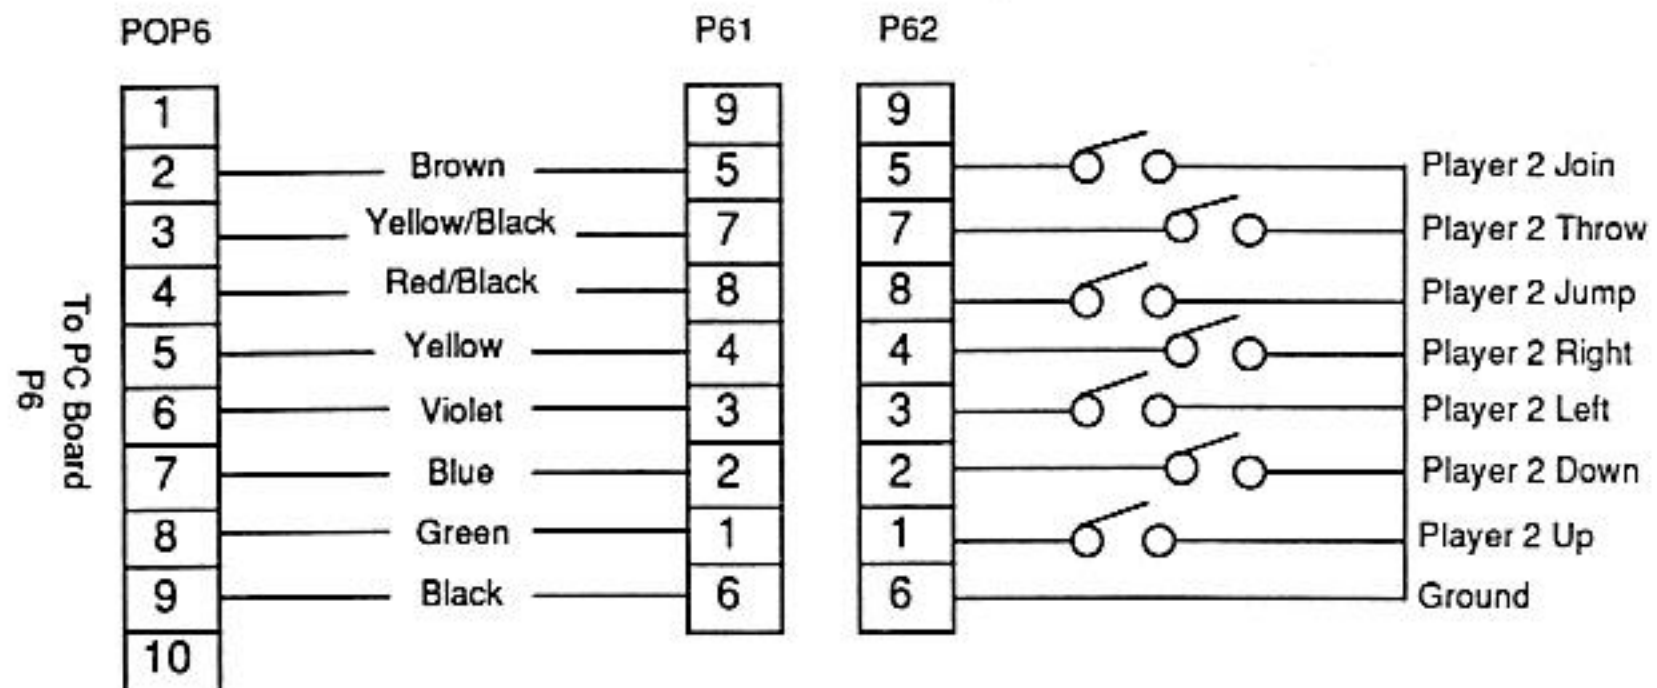 POP6 P61 P62
1 9 9
2 Brown 5 5 Player 2 Join
3 Yellow/Black 7 7 Player 2 Throw
4 Red/Black 8 8 Player 2 Jump
5 Yellow 4 4 Player 2 Right
6 Violet 3 3 Player 2 Left
7 Blue 2 2 Player 2 Down
8 Green 1 1 Player 2 Up
9 Black 6 6 Ground
10
To PC Board
P6